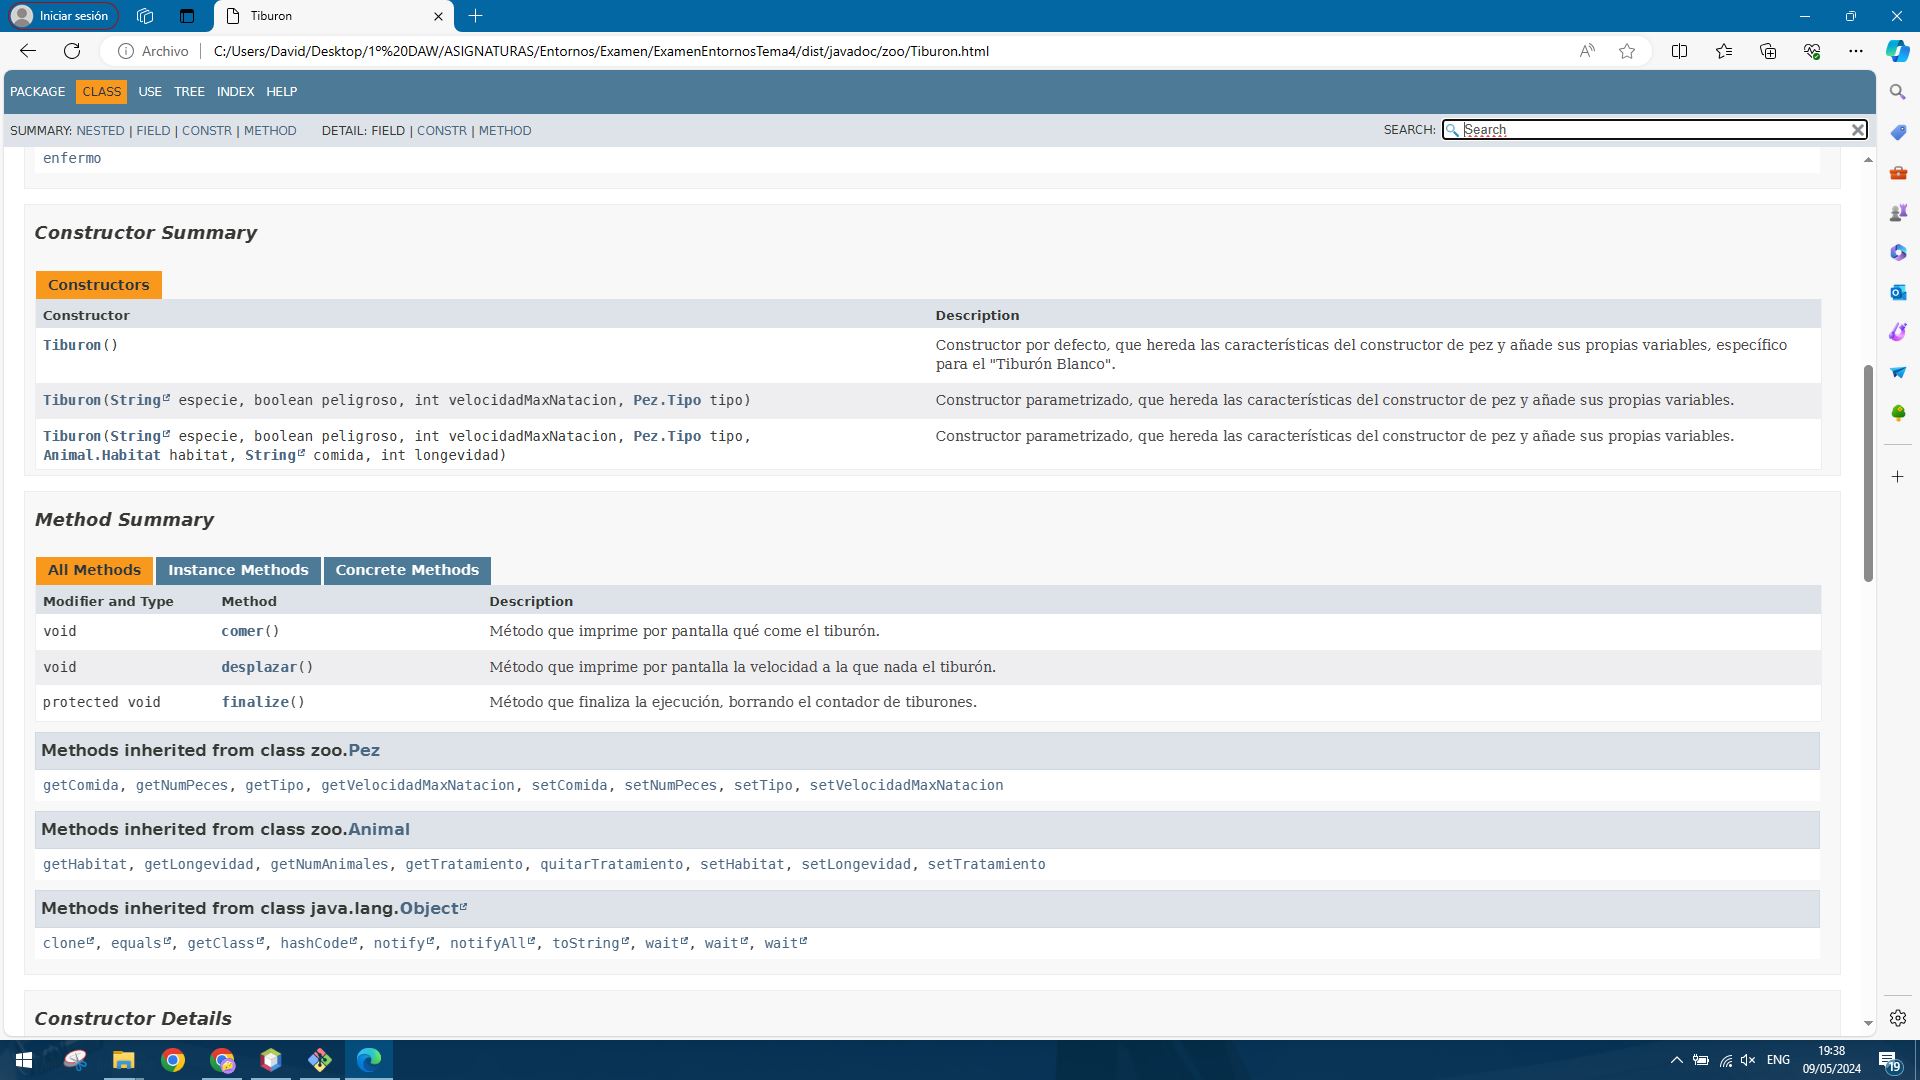 Iniciar sesión
Tiburon
Archivo
C:/Users/David/Desktop/1º%20DAW/ASIGNATURAS/Entornos/Examen/ExamenEntornosTema4/dist/javadoc/zoo/Tiburon.html
PACKAGE CLASS USE TREE INDEX HELP
SUMMARY: NESTED | FIELD | CONSTR | METHOD DETAIL: FIELD | CONSTR | METHOD
SEARCH: Search
enfermo
Constructor Summary
Constructors
Constructor Description
Tiburon() Constructor por defecto, que hereda las características del constructor de pez y añade sus propias variables, específico
para el "Tiburón Blanco".
Tiburon(String especie, boolean peligroso, int velocidadMaxNatacion, Pez.Tipo tipo) Constructor parametrizado, que hereda las características del constructor de pez y añade sus propias variables.
Tiburon(String especie, boolean peligroso, int velocidadMaxNatacion, Pez.Tipo tipo, Constructor parametrizado, que hereda las características del constructor de pez y añade sus propias variables.
Animal.Habitat habitat, String comida, int longevidad)
Method Summary
All Methods Instance Methods Concrete Methods
Modifier and Type Method Description
void comer() Método que imprime por pantalla qué come el tiburón.
void desplazar() Método que imprime por pantalla la velocidad a la que nada el tiburón.
protected void finalize() Método que finaliza la ejecución, borrando el contador de tiburones.
Methods inherited from class zoo.Pez
getComida, getNumPeces, getTipo, getVelocidadMaxNatacion, setComida, setNumPeces, setTipo, setVelocidadMaxNatacion
Methods inherited from class zoo.Animal
getHabitat, getLongevidad, getNumAnimales, getTratamiento, quitarTratamiento, setHabitat, setLongevidad, setTratamiento
Methods inherited from class java.lang.Object
clone, equals, getClass, hashCode, notify, notifyAll, toString, wait, wait, wait
Constructor Details
ENG
19:38
09/05/2024
19